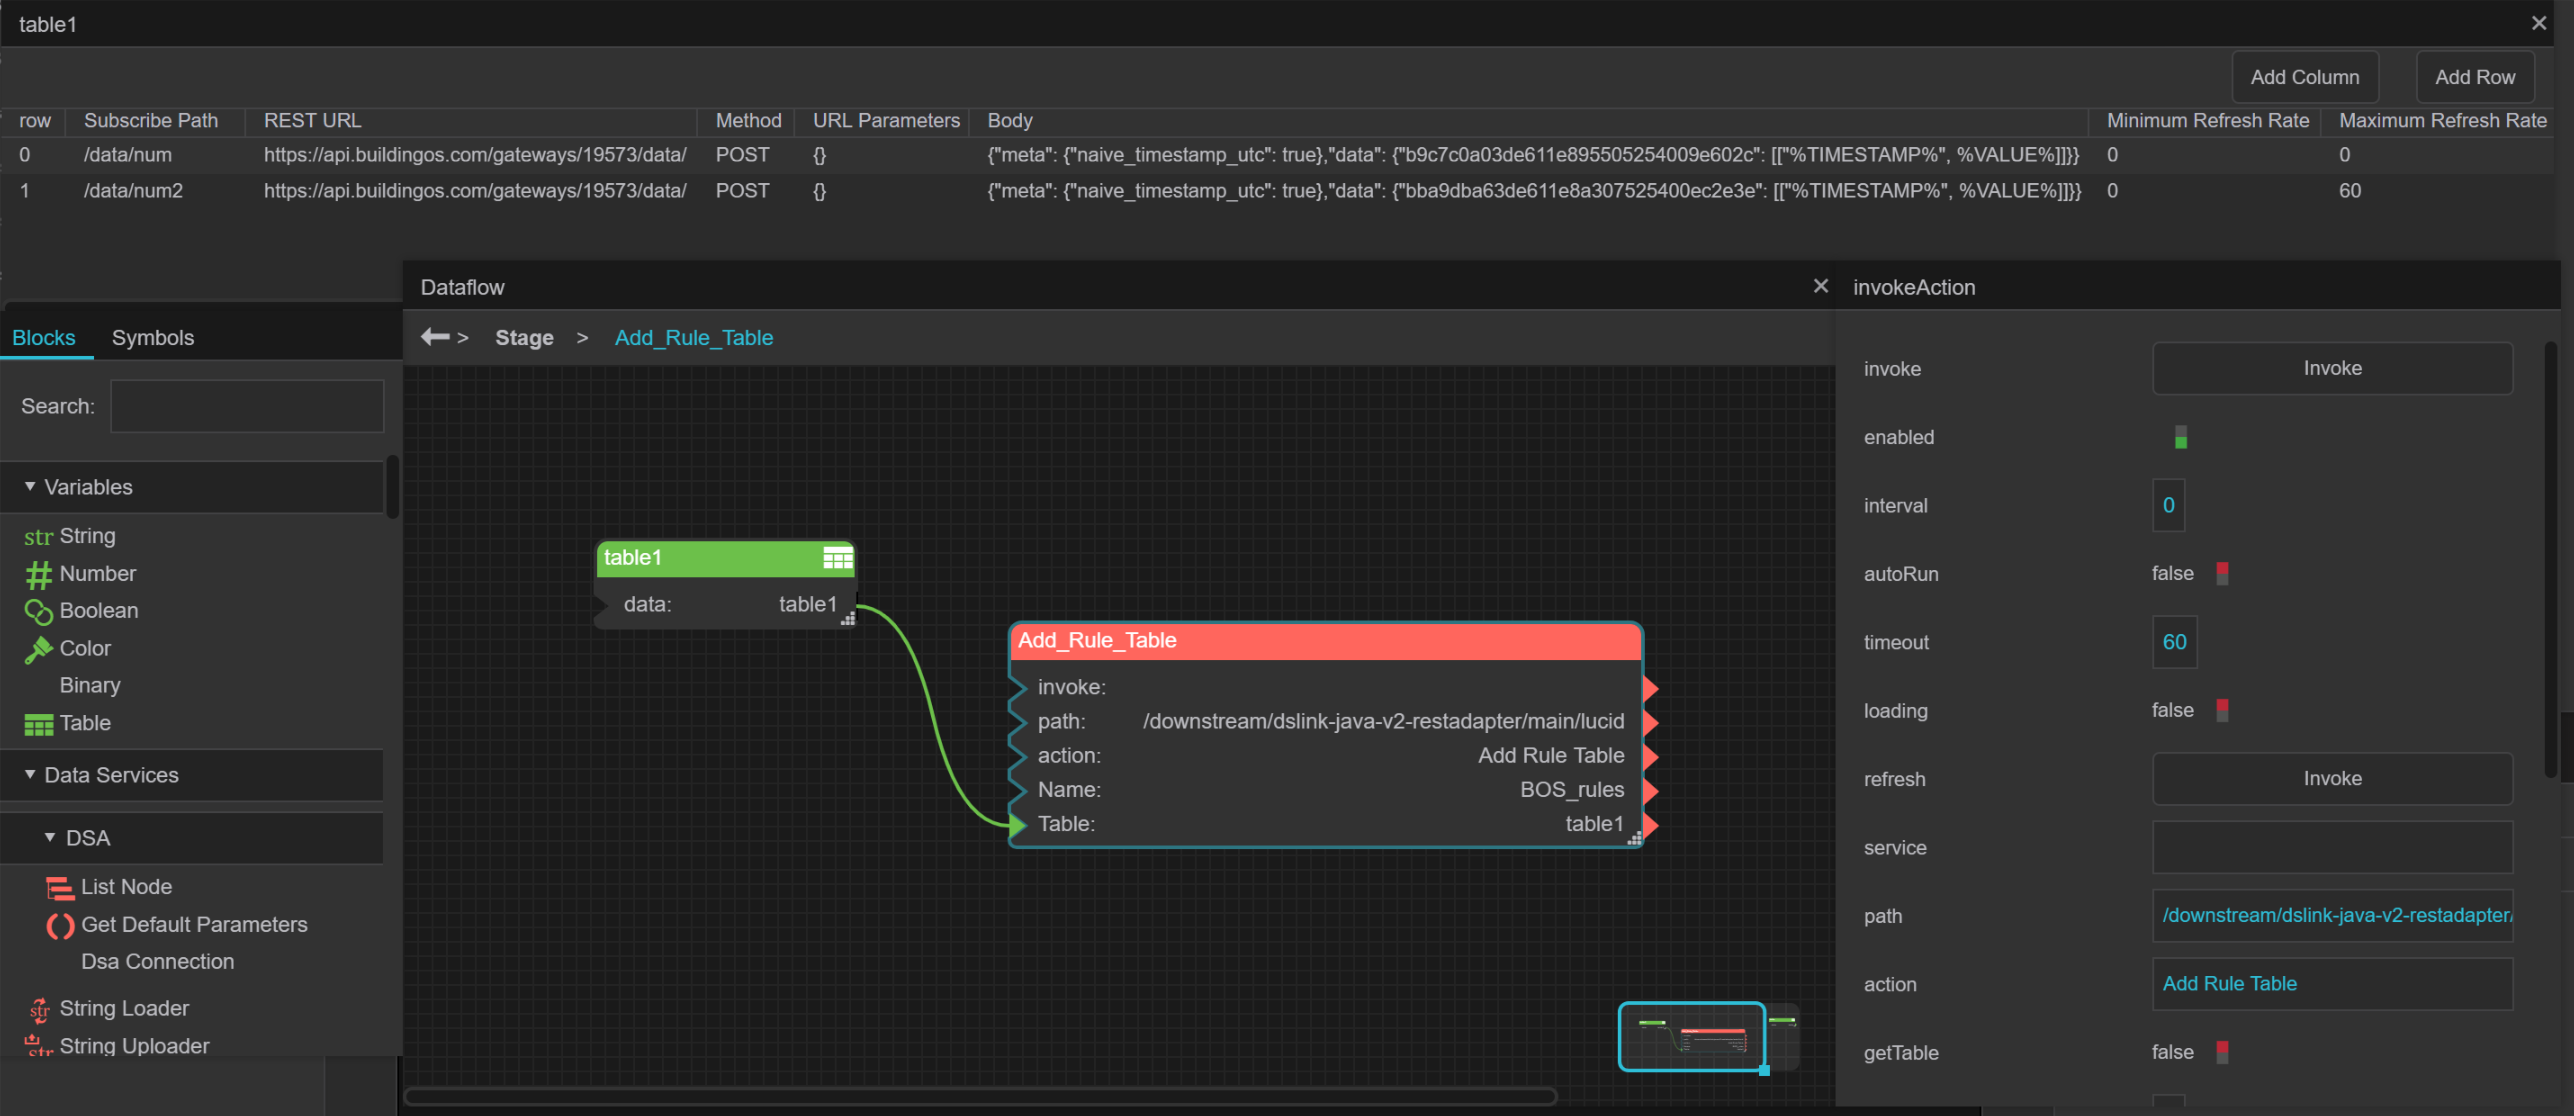 table1
Add Column Add Row
row Subscribe Path REST URL Method URL Parameters Body Minimum Refresh Rate Maximum Refresh Rate
0 /data/num https://api.buildingos.com/gateways/19573/data/ POST {} {"meta": {"naive_timestamp_utc": true},"data": {"b9c7c0a03de611e895505254009e602c": [["%TIMESTAMP%", %VALUE%]]}} 0 0
1 /data/num2 https://api.buildingos.com/gateways/19573/data/ POST {} {"meta": {"naive_timestamp_utc": true},"data": {"bba9dba63de611e8a307525400ec2e3e": [["%TIMESTAMP%", %VALUE%]]}} 0 60
Blocks Symbols
Search:
Variables
str String
Number
Boolean
Color
Binary
Table
Data Services
DSA
List Node
Get Default Parameters
Dsa Connection
str String Loader
str String Uploader
Dataflow
> Stage > Add_Rule_Table
table1
data: table1
Add_Rule_Table
invoke:
path: /downstream/dslink-java-v2-restadapter/main/lucid
action: Add Rule Table
Name: BOS_rules
Table: table1
invokeAction
invoke Invoke
enabled
interval 0
autoRun false
timeout 60
loading false
refresh Invoke
service
path /downstream/dslink-java-v2-restadapter/
action Add Rule Table
getTable false